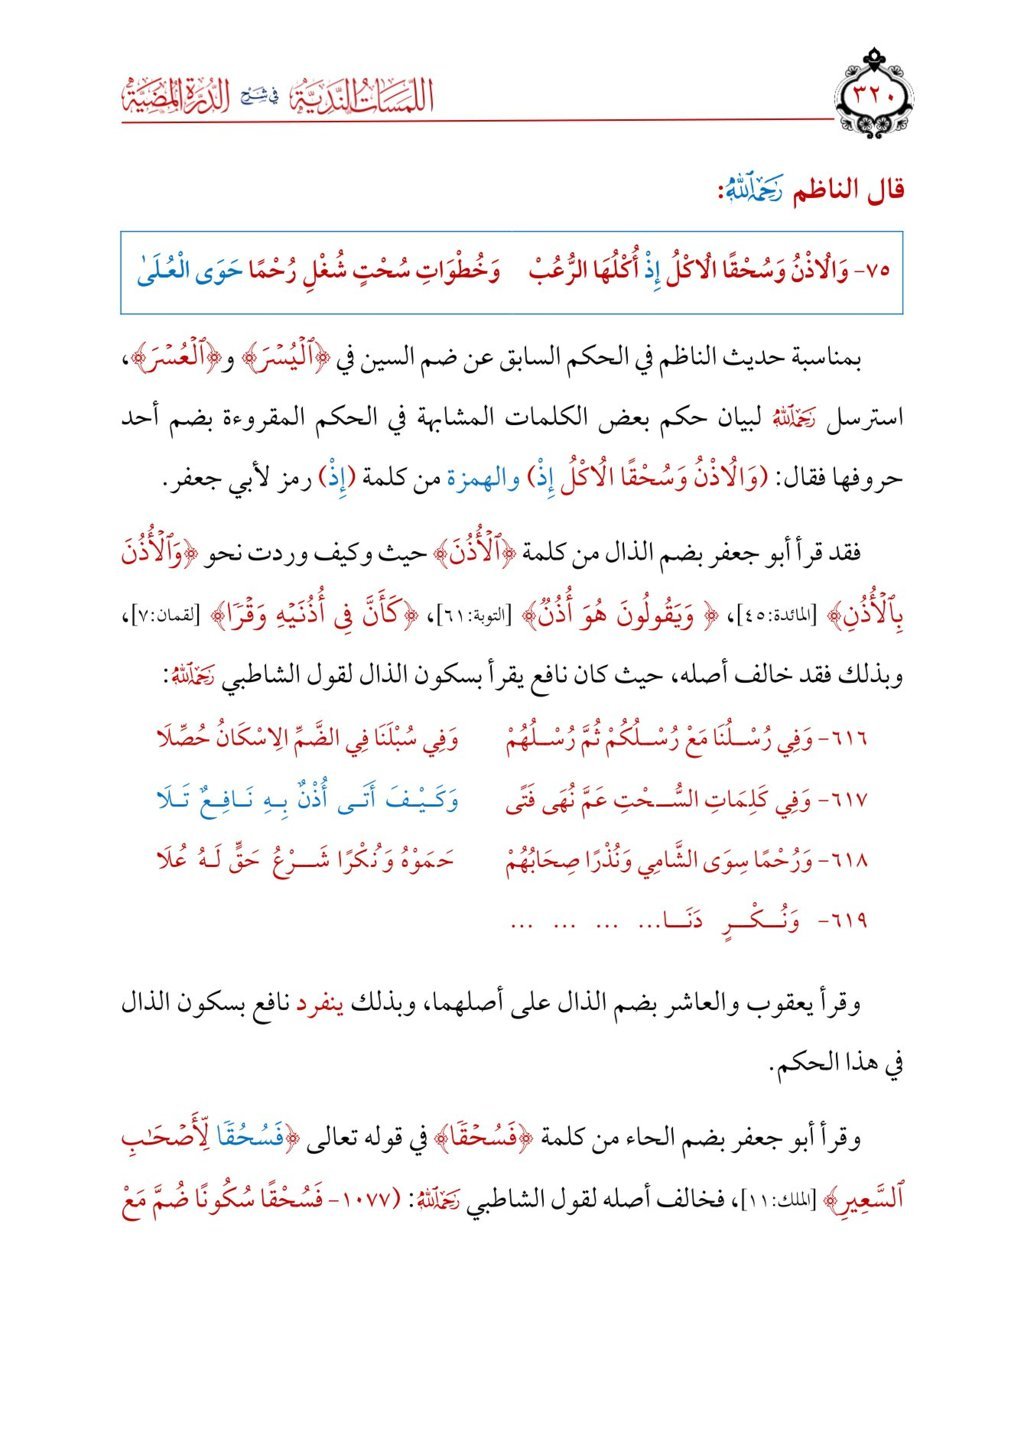 اللمسات الندية في شرح الدرة المضية
٣٢٠
قال الناظم رَحِمَهُ ٱللَّهُ:
٧٥- وَالُاذْنُ وَسُحْقًا الُاكْلُ إِذْ أُكْلُهَا الرُّعُبْ وَخُطْوَاتِ سُحْتٍ شُغْلِ رُحْمًا حَوَى الْعُلَىٰ
بمناسبة حديث الناظم في الحكم السابق عن ضم السين في ﴿ٱلۡيُسۡرَ﴾ و﴿ٱلۡعُسۡرَ﴾،
استرسل رَحِمَهُ ٱللَّهُ لبيان حكم بعض الكلمات المشابهة في الحكم المقروءة بضم أحد
حروفها فقال: (وَالُاذْنُ وَسُحْقًا الُاكْلُ إِذْ) والهمزة من كلمة (إِذْ) رمز لأبي جعفر.
فقد قرأ أبو جعفر بضم الذال من كلمة ﴿ٱلۡأُذُنَ﴾ حيث وكيف وردت نحو ﴿وَٱلۡأُذُنَ
بِٱلۡأُذُنِ﴾ [المائدة:٤٥]، ﴿وَيَقُولُونَ هُوَ أُذُنٞ﴾ [التوبة:٦١]، ﴿كَأَنَّ فِي أُذُنَيۡهِ وَقۡرٗا﴾ [لقمان:٧]،
وبذلك فقد خالف أصله، حيث كان نافع يقرأ بسكون الذال لقول الشاطبي رَحِمَهُ ٱللَّهُ:
٦١٦- وَفِي رُسْلُنَا مَعْ رُسْلُكُمْ ثُمَّ رُسْلُهُمْ وَفِي سُبْلَنَا فِي الضَّمِّ الِاسْكَانُ حُصِّلَا
٦١٧- وَفِي كَلِمَاتِ السُّحْتِ عَمَّ نُهَى فَتًى وَكَيْفَ أَتَى أُذْنٌ بِهِ نَافِعٌ تَلَا
٦١٨- وَرُحْمًا سِوَى الشَّامِي وَنُذْرًا صِحَابُهُمْ حَمَوْهُ وَنُكْرًا شَرْعُ حَقٍّ لَهُ عُلَا
٦١٩- وَنُكْرٍ دَنَا... ... ... ...
وقرأ يعقوب والعاشر بضم الذال على أصلهما، وبذلك ينفرد نافع بسكون الذال
في هذا الحكم.
وقرأ أبو جعفر بضم الحاء من كلمة ﴿فَسُحۡقٗا﴾ في قوله تعالى ﴿فَسُحُقٗا لِّأَصۡحَٰبِ
ٱلسَّعِيرِ﴾ [الملك:١١]، فخالف أصله لقول الشاطبي رَحِمَهُ ٱللَّهُ: (١٠٧٧- فَسُحْقًا سُكُونًا ضُمَّ مَعْ